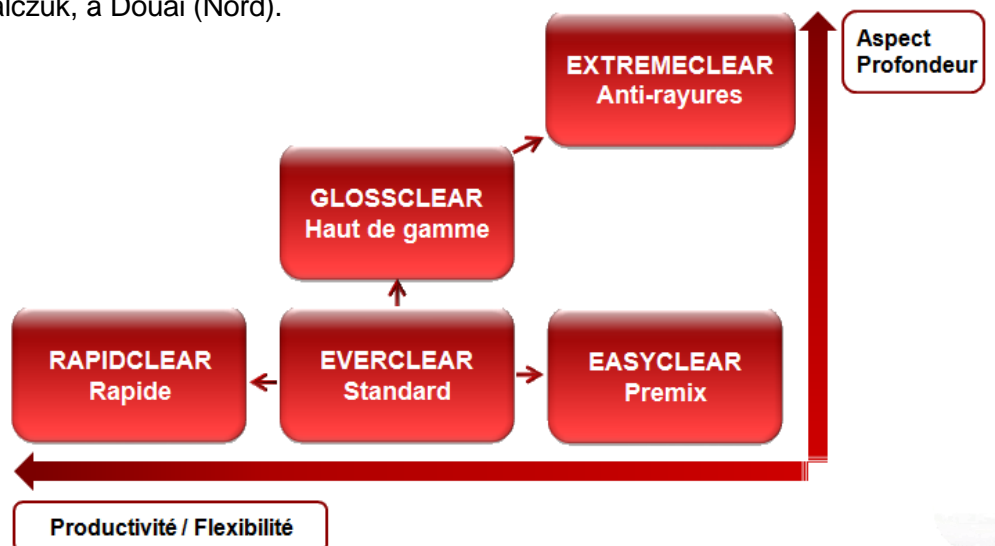 à Douai (Nord).
EXTREMECLEAR
Anti-rayures
Aspect
Profondeur
GLOSSCLEAR
Haut de gamme
RAPIDCLEAR
Rapide
EVERCLEAR
Standard
EASYCLEAR
Premix
Productivité / Flexibilité